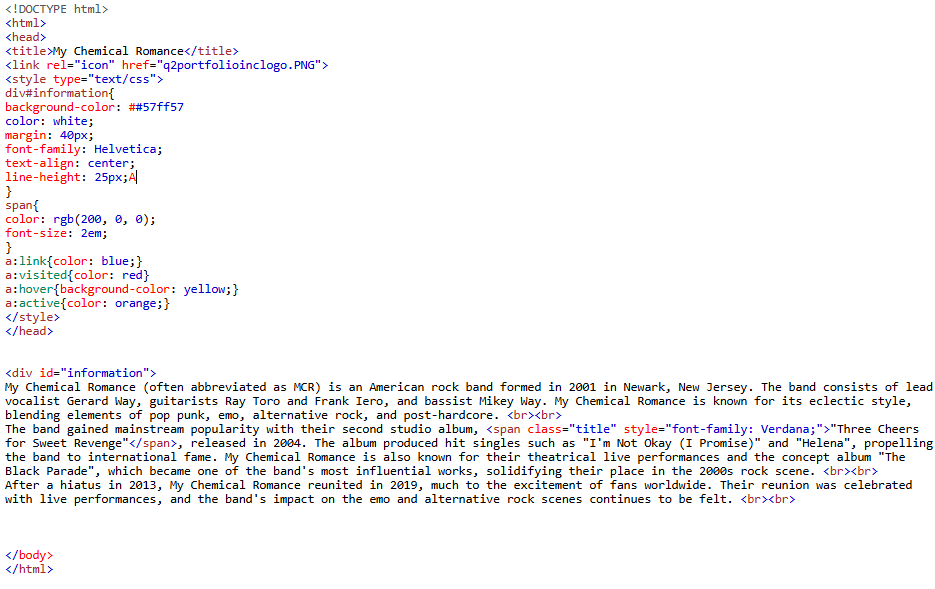 <!DOCTYPE html>
<html>
<head>
<title>My Chemical Romance</title>
<link rel="icon" href="q2portfolioinclogo.PNG">
<style type="text/css">
div#information{
background-color: ##57ff57
color: white;
margin: 40px;
font-family: Helvetica;
text-align: center;
line-height: 25px;A
}
span{
color: rgb(200, 0, 0);
font-size: 2em;
}
a:link{color: blue;}
a:visited{color: red}
a:hover{background-color: yellow;}
a:active{color: orange;}
</style>
</head>
<div id="information">
My Chemical Romance (often abbreviated as MCR) is an American rock band formed in 2001 in Newark, New Jersey. The band consists of lead
vocalist Gerard Way, guitarists Ray Toro and Frank Iero, and bassist Mikey Way. My Chemical Romance is known for its eclectic style,
blending elements of pop punk, emo, alternative rock, and post-hardcore. <br><br>
The band gained mainstream popularity with their second studio album, <span class="title" style="font-family: Verdana;">"Three Cheers
for Sweet Revenge"</span>, released in 2004. The album produced hit singles such as "I'm Not Okay (I Promise)" and "Helena", propelling
the band to international fame. My Chemical Romance is also known for their theatrical live performances and the concept album "The
Black Parade", which became one of the band's most influential works, solidifying their place in the 2000s rock scene. <br><br>
After a hiatus in 2013, My Chemical Romance reunited in 2019, much to the excitement of fans worldwide. Their reunion was celebrated
with live performances, and the band's impact on the emo and alternative rock scenes continues to be felt. <br><br>
</body>
</html>